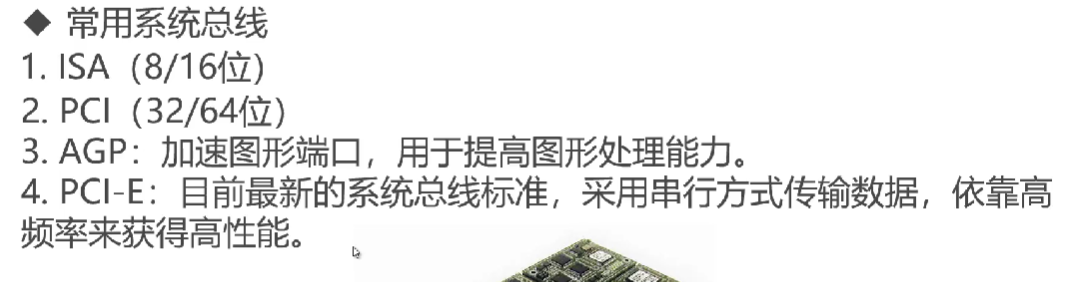 ◆ 常用系统总线
1. ISA（8/16位）
2. PCI（32/64位）
3. AGP：加速图形端口，用于提高图形处理能力。
4. PCI-E：目前最新的系统总线标准，采用串行方式传输数据，依靠高
频率来获得高性能。